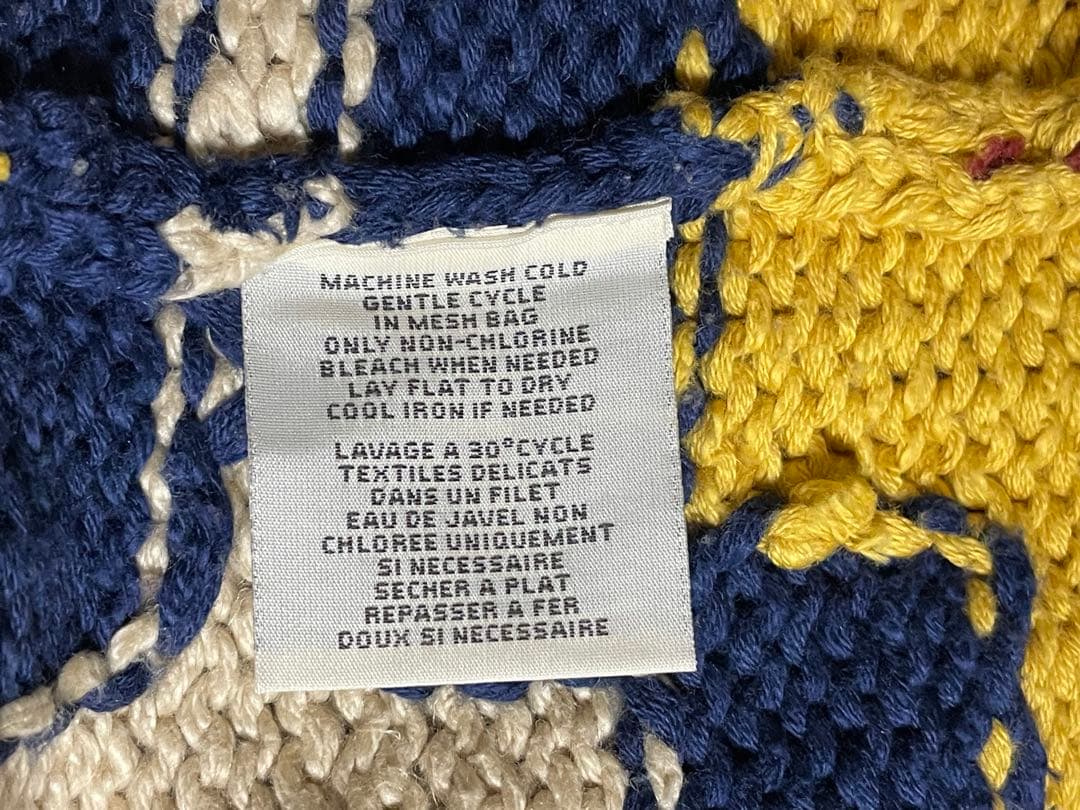 MACHINE WASH COLD
GENTLE CYCLE
IN MESH BAG
ONLY NON-CHLORINE
BLEACH WHEN NEEDED
LAY FLAT TO DRY
COOL IRON IF NEEDED
LAVAGE A 30°CYCLE
TEXTILES DELICATS
DANS UN FILET
EAU DE JAVEL NON
CHLOREE UNIQUEMENT
SI NECESSAIRE
SECHER A PLAT
REPASSER A FER
DOUX SI NECESSAIRE